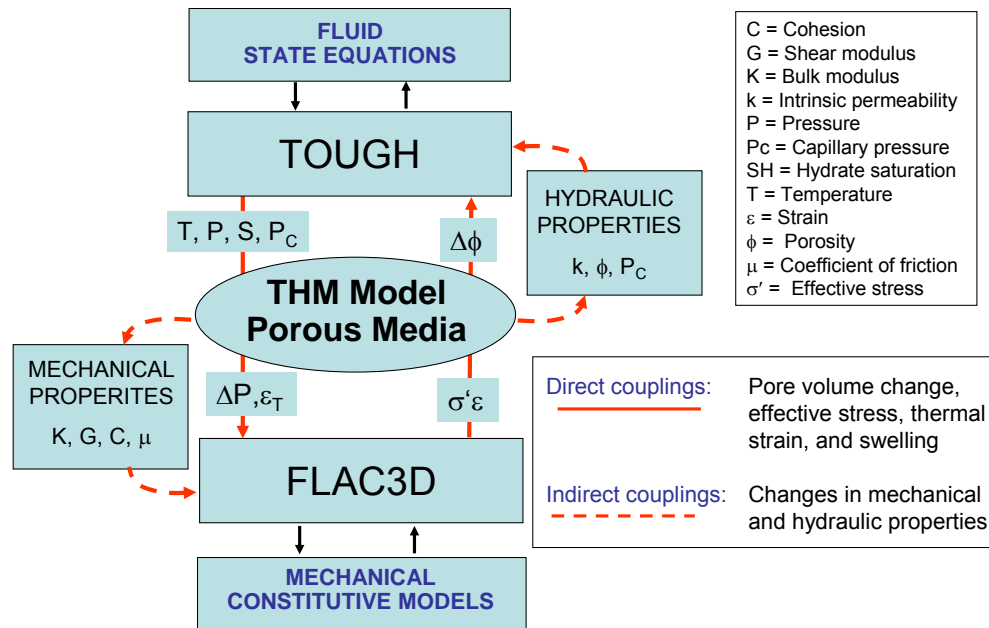 FLUID
STATE EQUATIONS
TOUGH
T, P, S, P_C
Δϕ
HYDRAULIC
PROPERTIES
k, ϕ, P_C
THM Model
Porous Media
MECHANICAL
PROPERITES
K, G, C, μ
ΔP,ε_T
σ‘ε
FLAC3D
MECHANICAL
CONSTITUTIVE MODELS
C = Cohesion
G = Shear modulus
K = Bulk modulus
k = Intrinsic permeability
P = Pressure
Pc = Capillary pressure
SH = Hydrate saturation
T = Temperature
ε = Strain
ϕ = Porosity
μ = Coefficient of friction
σ′ = Effective stress
Direct couplings: Pore volume change,
effective stress, thermal
strain, and swelling
Indirect couplings: Changes in mechanical
and hydraulic properties